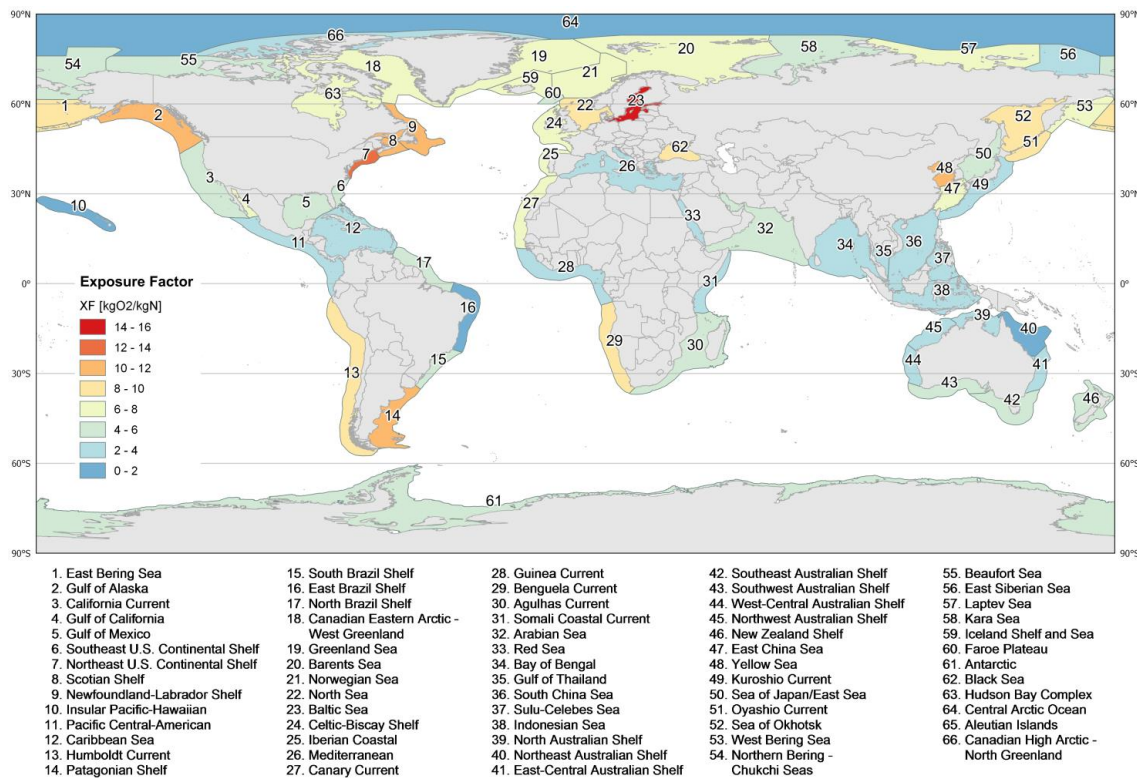 90°N
64
90°N
66
54
55
18
19
59
21
20
58
57
56
60°N
1
2
63
60
22
23
24
52
53
51
60°N
9
8
7
25
62
26
50
48
47
49
30°N
3
4
5
6
27
33
32
34
35
36
37
30°N
10
11
12
17
28
31
38
0°
0°
Exposure Factor
XF [kgO2/kgN]
14 - 16
12 - 14
10 - 12
8 - 10
6 - 8
4 - 6
2 - 4
0 - 2
16
13
15
14
29
30
39
40
45
44
41
43
42
46
30°S
30°S
60°S
60°S
61
90°S
90°S
1. East Bering Sea
2. Gulf of Alaska
3. California Current
4. Gulf of California
5. Gulf of Mexico
6. Southeast U.S. Continental Shelf
7. Northeast U.S. Continental Shelf
8. Scotian Shelf
9. Newfoundland-Labrador Shelf
10. Insular Pacific-Hawaiian
11. Pacific Central-American
12. Caribbean Sea
13. Humboldt Current
14. Patagonian Shelf
15. South Brazil Shelf
16. East Brazil Shelf
17. North Brazil Shelf
18. Canadian Eastern Arctic -
West Greenland
19. Greenland Sea
20. Barents Sea
21. Norwegian Sea
22. North Sea
23. Baltic Sea
24. Celtic-Biscay Shelf
25. Iberian Coastal
26. Mediterranean
27. Canary Current
28. Guinea Current
29. Benguela Current
30. Agulhas Current
31. Somali Coastal Current
32. Arabian Sea
33. Red Sea
34. Bay of Bengal
35. Gulf of Thailand
36. South China Sea
37. Sulu-Celebes Sea
38. Indonesian Sea
39. North Australian Shelf
40. Northeast Australian Shelf
41. East-Central Australian Shelf
42. Southeast Australian Shelf
43. Southwest Australian Shelf
44. West-Central Australian Shelf
45. Northwest Australian Shelf
46. New Zealand Shelf
47. East China Sea
48. Yellow Sea
49. Kuroshio Current
50. Sea of Japan/East Sea
51. Oyashio Current
52. Sea of Okhotsk
53. West Bering Sea
54. Northern Bering -
Chukchi Seas
55. Beaufort Sea
56. East Siberian Sea
57. Laptev Sea
58. Kara Sea
59. Iceland Shelf and Sea
60. Faroe Plateau
61. Antarctic
62. Black Sea
63. Hudson Bay Complex
64. Central Arctic Ocean
65. Aleutian Islands
66. Canadian High Arctic -
North Greenland